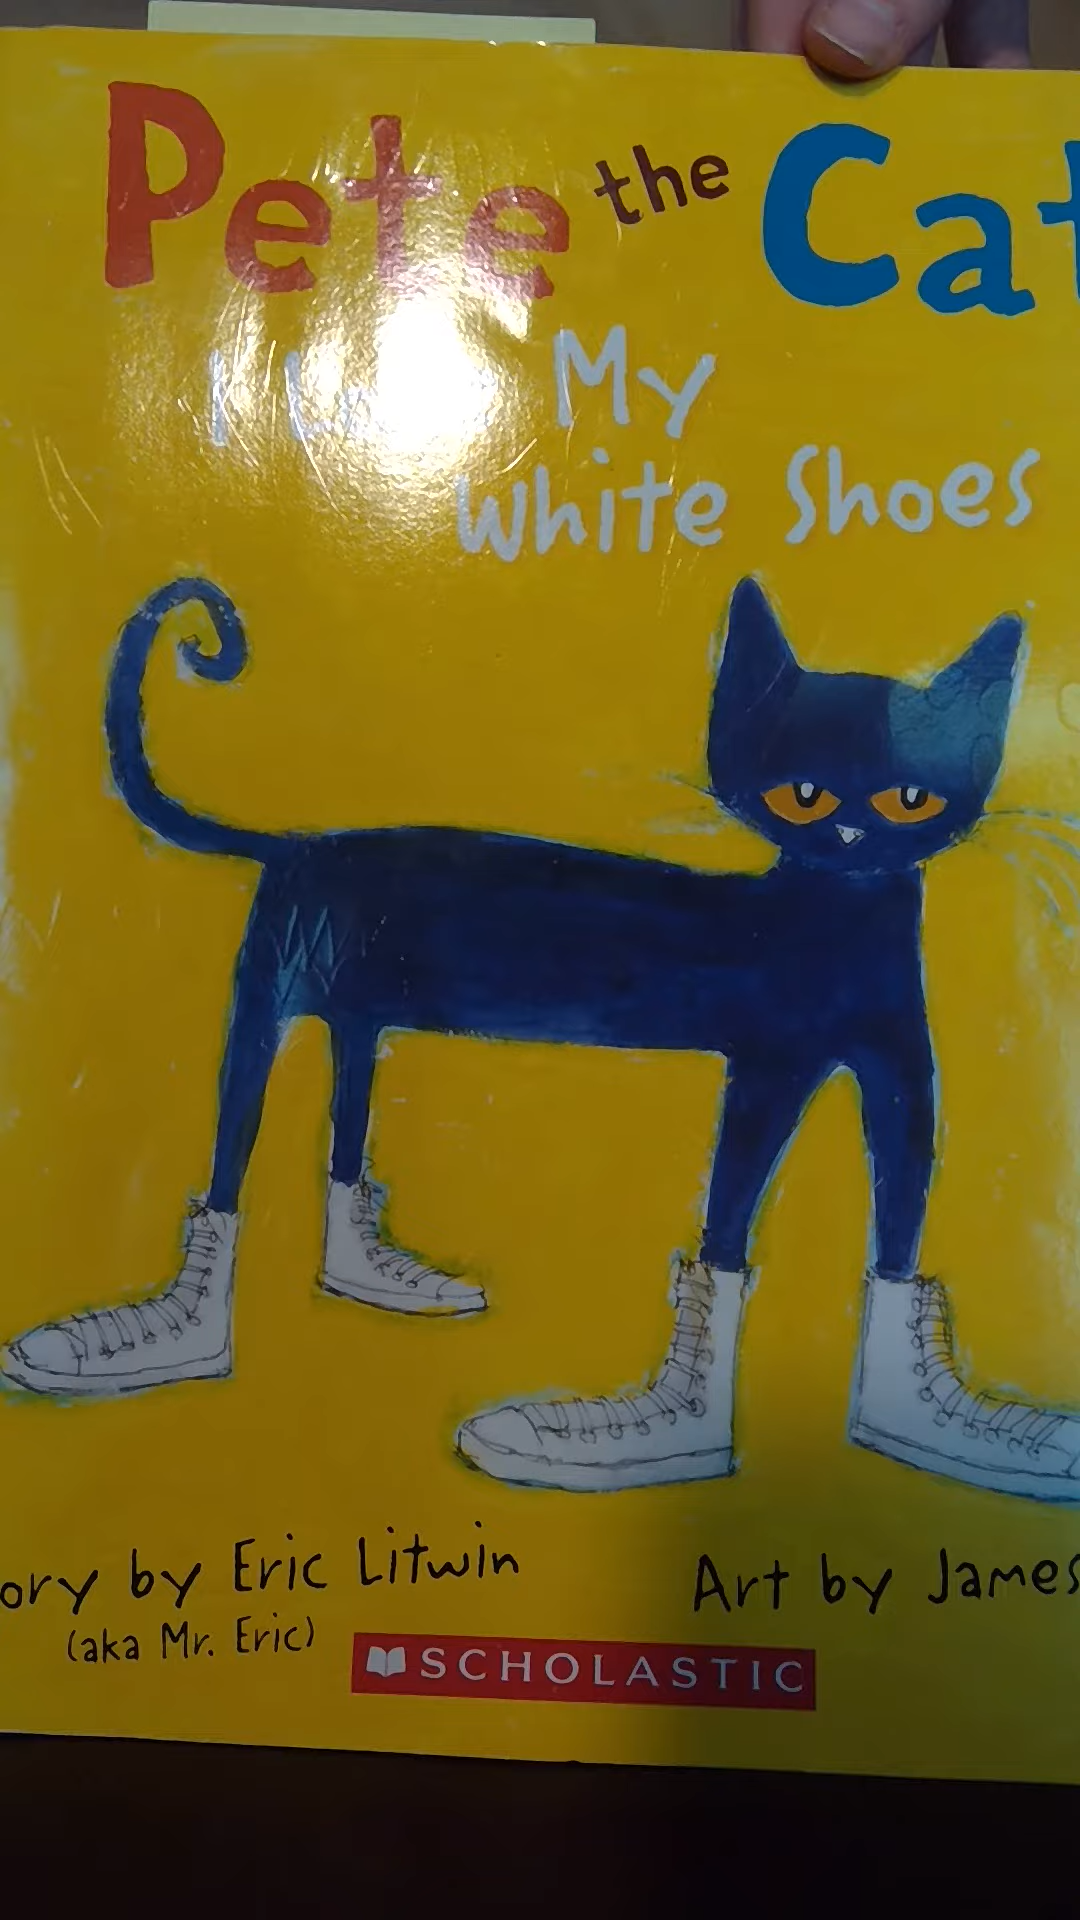 Pete the Cat
I My
White Shoes
ory by Eric Litwin
(aka Mr. Eric)
Art by James
SCHOLASTIC